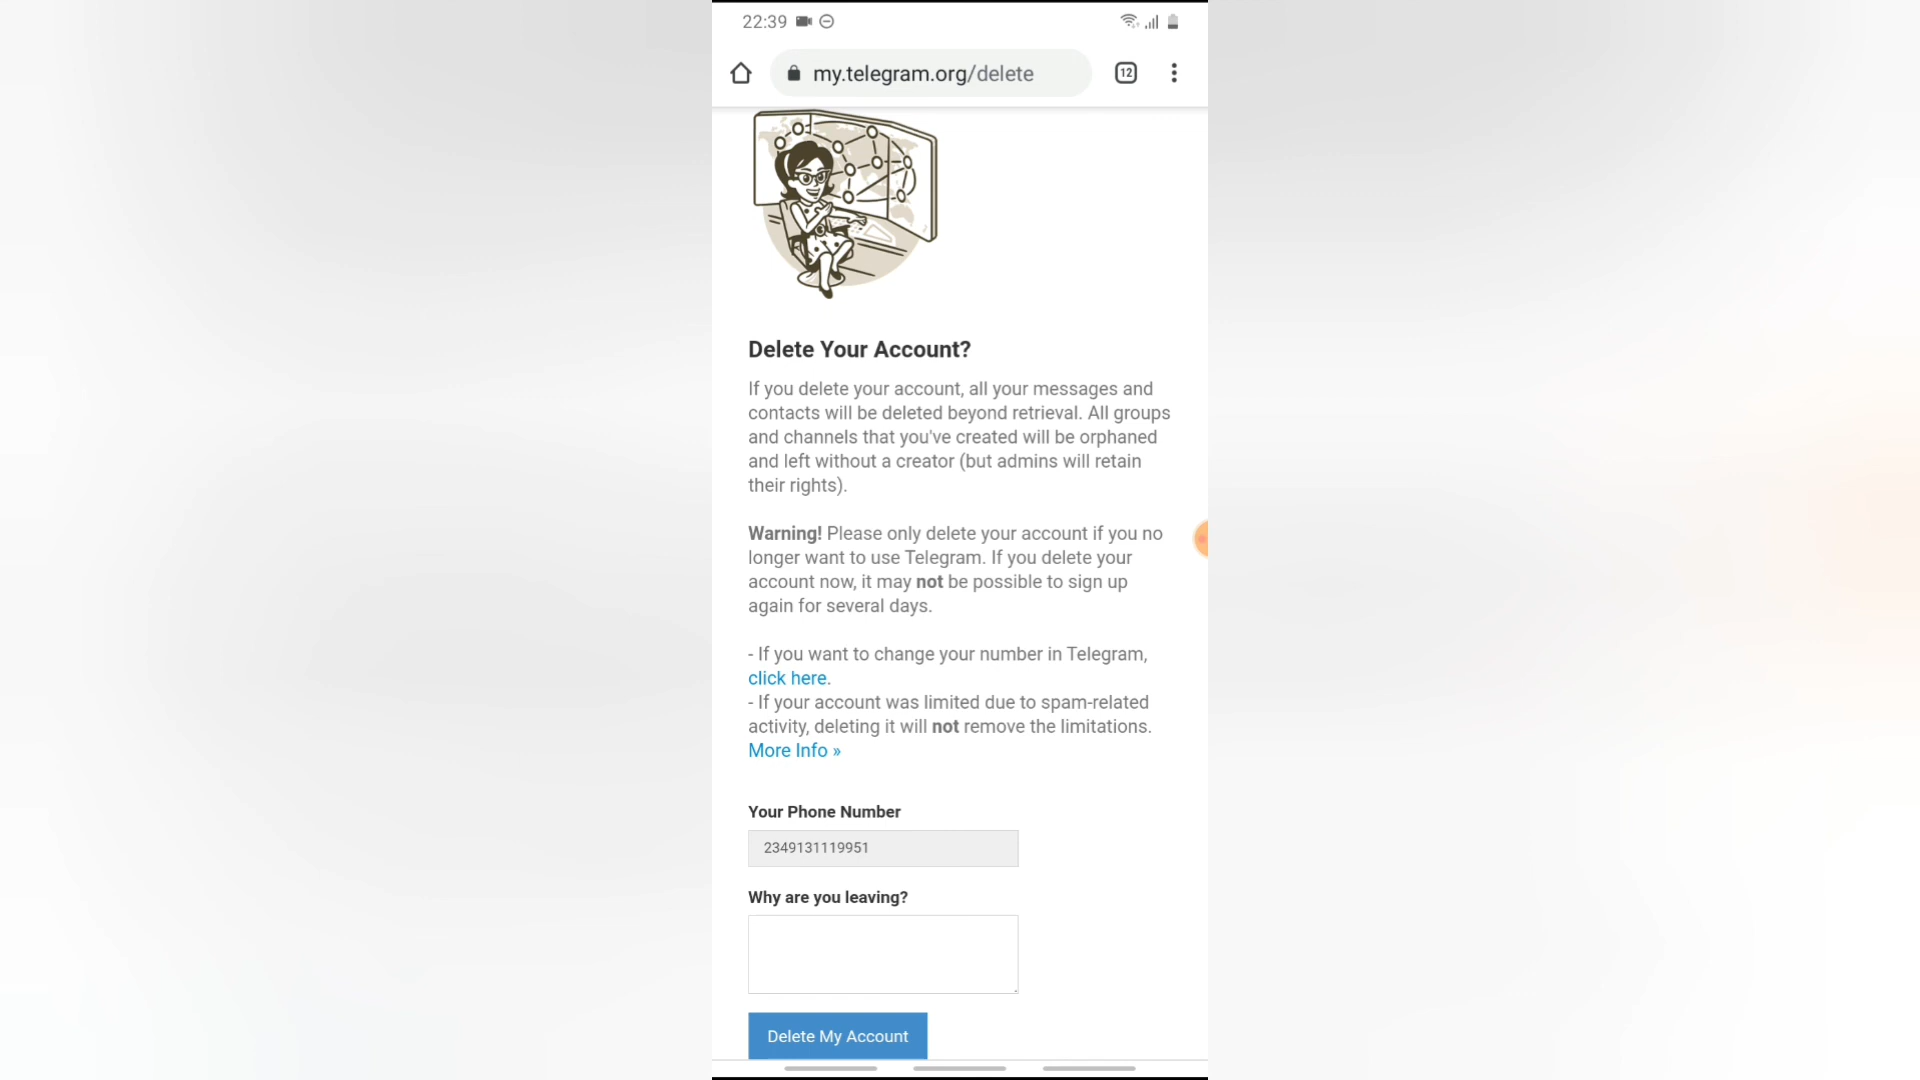 22:39
my.telegram.org/delete
12
Delete Your Account?
If you delete your account, all your messages and
contacts will be deleted beyond retrieval. All groups
and channels that you've created will be orphaned
and left without a creator (but admins will retain
their rights).
Warning! Please only delete your account if you no
longer want to use Telegram. If you delete your
account now, it may not be possible to sign up
again for several days.
- If you want to change your number in Telegram,
click here.
- If your account was limited due to spam-related
activity, deleting it will not remove the limitations.
More Info »
Your Phone Number
2349131119951
Why are you leaving?
Delete My Account